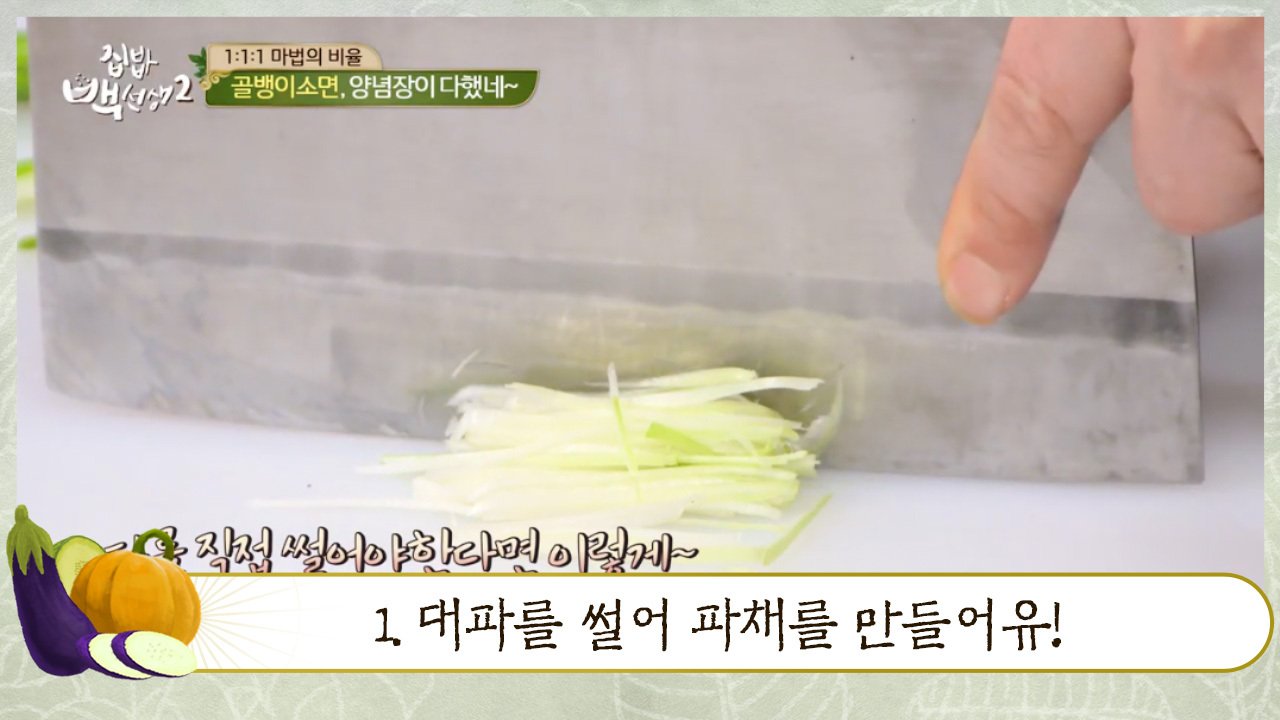 집밥
백선생2
1:1:1 마법의 비율
골뱅이소면, 양념장이 다했네~
직접 썰어야한다면 이렇게~
1. 대파를 썰어 파채를 만들어유!